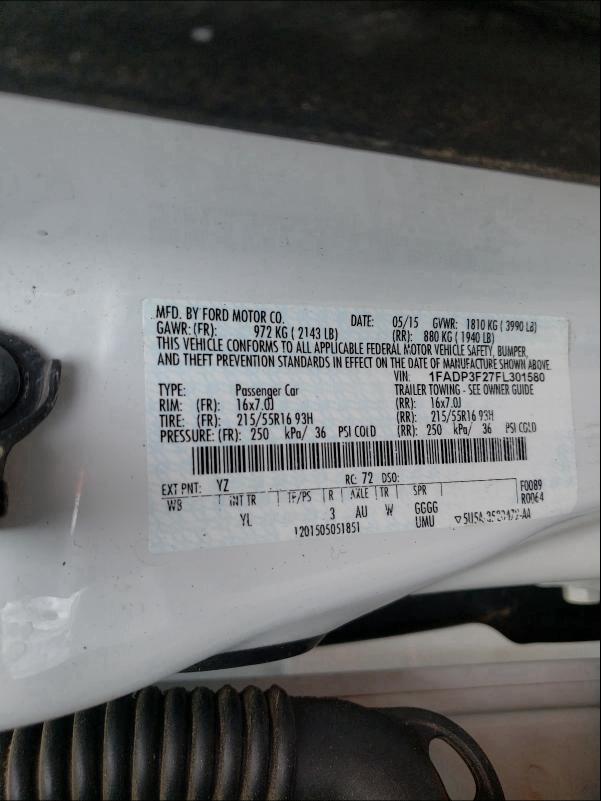 MFD. BY FORD MOTOR CO.
DATE: 05/15 GVWR: 1810 KG ( 3990 LB)
GAWR:(FR): 972 KG ( 2143 LB) (RR): 880 KG ( 1940 LB)
THIS VEHICLE CONFORMS TO ALL APPLICABLE FEDERAL MOTOR VEHICLE SAFETY, BUMPER,
AND THEFT PREVENTION STANDARDS IN EFFECT ON THE DATE OF MANUFACTURE SHOWN ABOVE.
VIN: 1FADP3F27FL301580
TYPE: Passenger Car TRAILER TOWING - SEE OWNER GUIDE
RIM: (FR): 16x7.0J (RR): 16x7.0J
TIRE: (FR): 215/55R16 93H (RR): 215/55R16 93H
PRESSURE: (FR): 250 kPa/ 36 PSI COLD (RR): 250 kPa/ 36 PSI COLD
EXT PNT: YZ RC: 72 DSO: F0089
WB INT TR TP/PS R AXLE TR SPR R00E4
YL 3 AU W GGGG
1201505051851 UMU